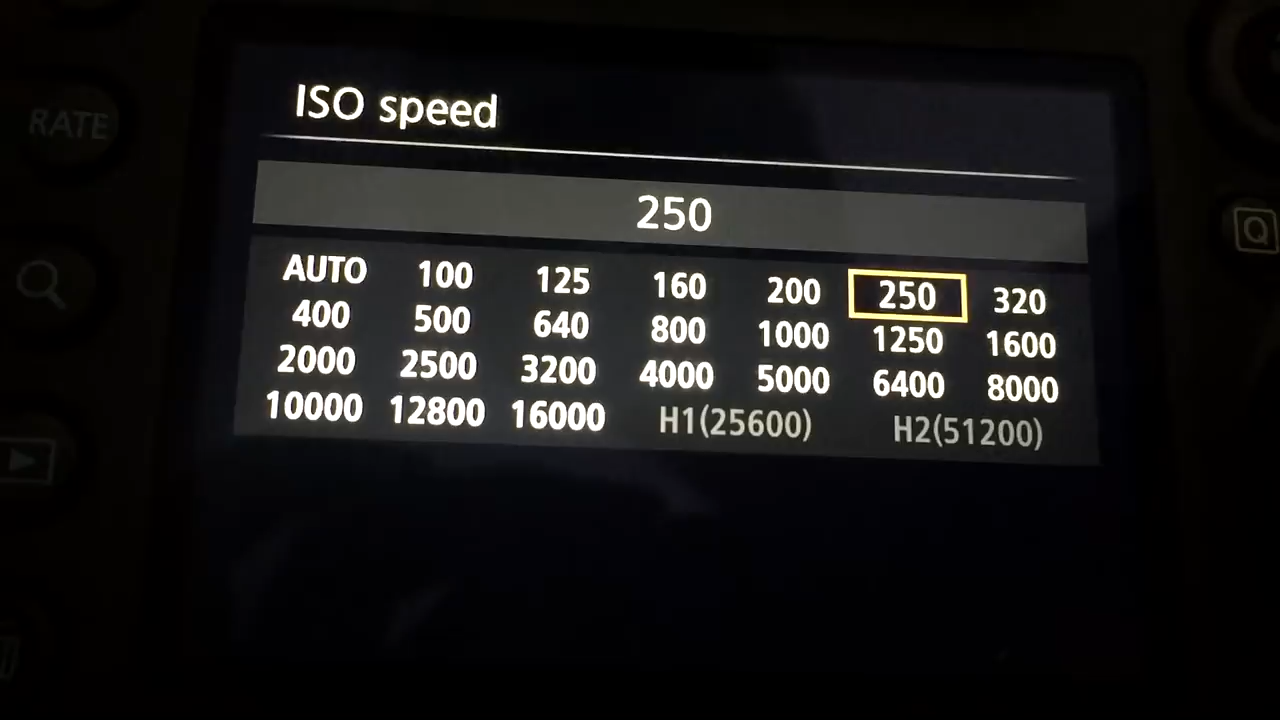 ISO speed
RATE
250
Q
AUTO 100 125 160 200 250 320
400 500 640 800 1000 1250 1600
2000 2500 3200 4000 5000 6400 8000
10000 12800 16000 H1(25600) H2(51200)